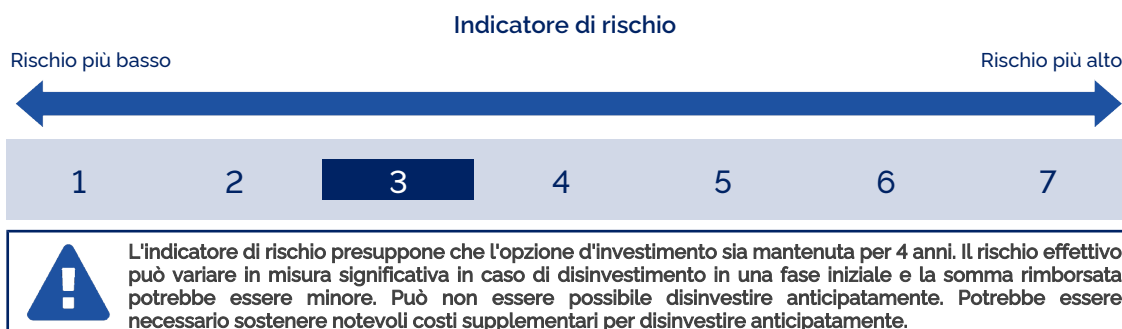 Indicatore di rischio
Rischio più basso Rischio più alto
1 2 3 4 5 6 7
L'indicatore di rischio presuppone che l'opzione d'investimento sia mantenuta per 4 anni. Il rischio effettivo
può variare in misura significativa in caso di disinvestimento in una fase iniziale e la somma rimborsata
potrebbe essere minore. Può non essere possibile disinvestire anticipatamente. Potrebbe essere
necessario sostenere notevoli costi supplementari per disinvestire anticipatamente.